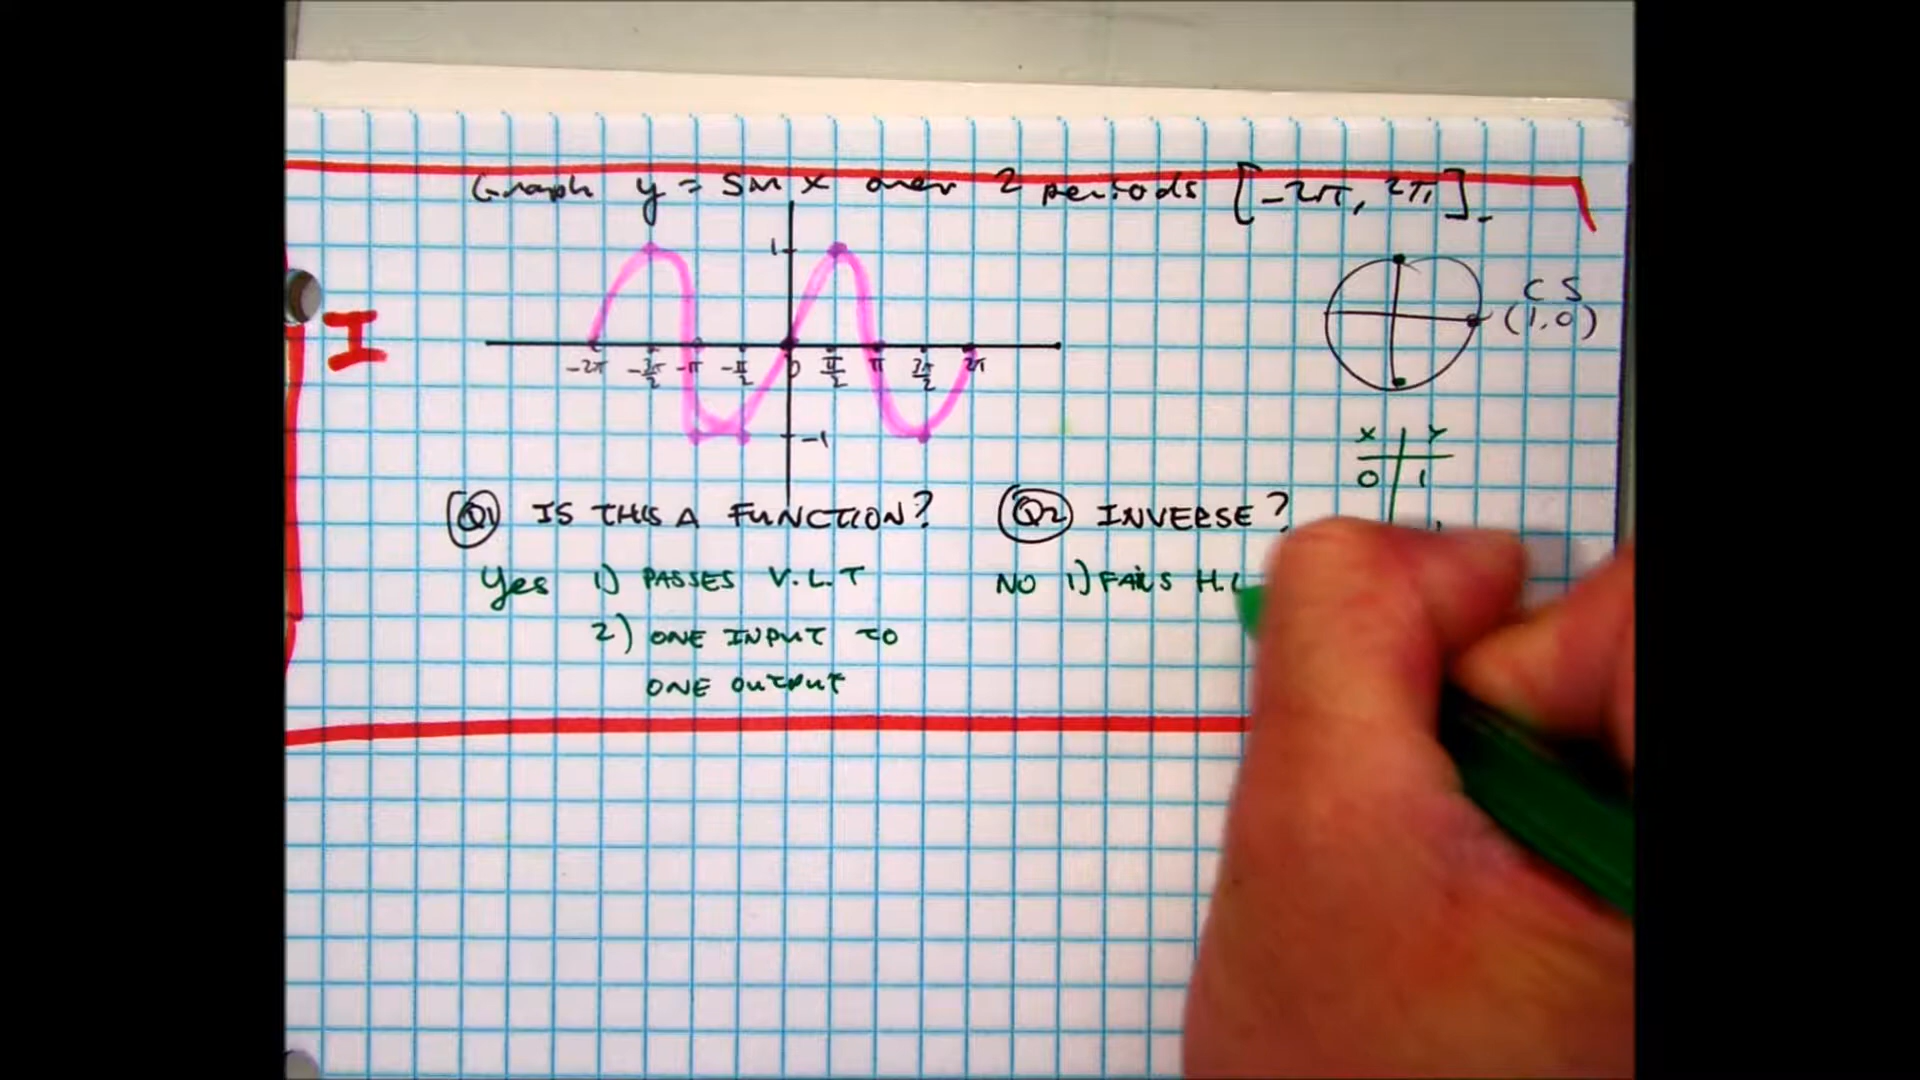 Graph y = sin x over 2 periods [-2π, 2π].
I
1
C S
(1,0)
-2π -3π/2 -π -π/2 0 π/2 π 3π/2 2π
-1
x y
0 1
Q1 IS THIS A FUNCTION? Q2 INVERSE?
Yes 1) PASSES V.L.T NO 1) FAILS H.L
2) ONE INPUT TO
ONE OUTPUT